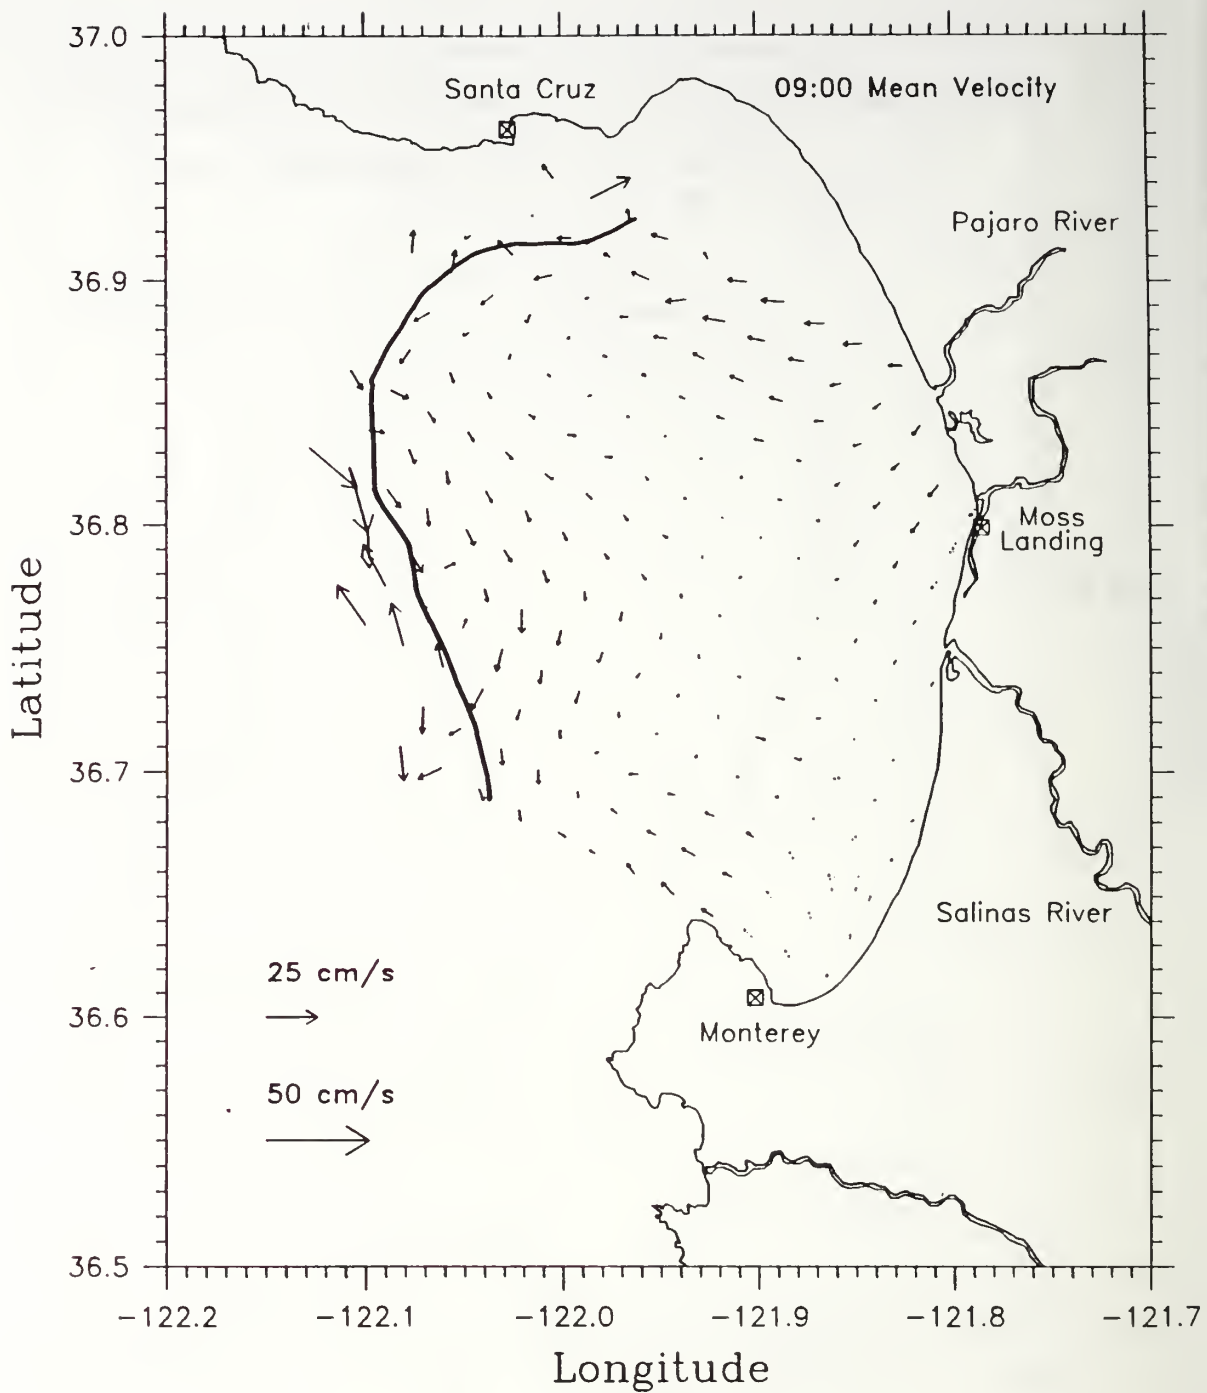 37.0
Santa Cruz
09:00 Mean Velocity
Pajaro River
36.9
36.8
Moss
Landing
Latitude
36.7
Salinas River
25 cm/s
36.6
Monterey
50 cm/s
36.5
-122.2
-122.1
-122.0
-121.9
-121.8
-121.7
Longitude